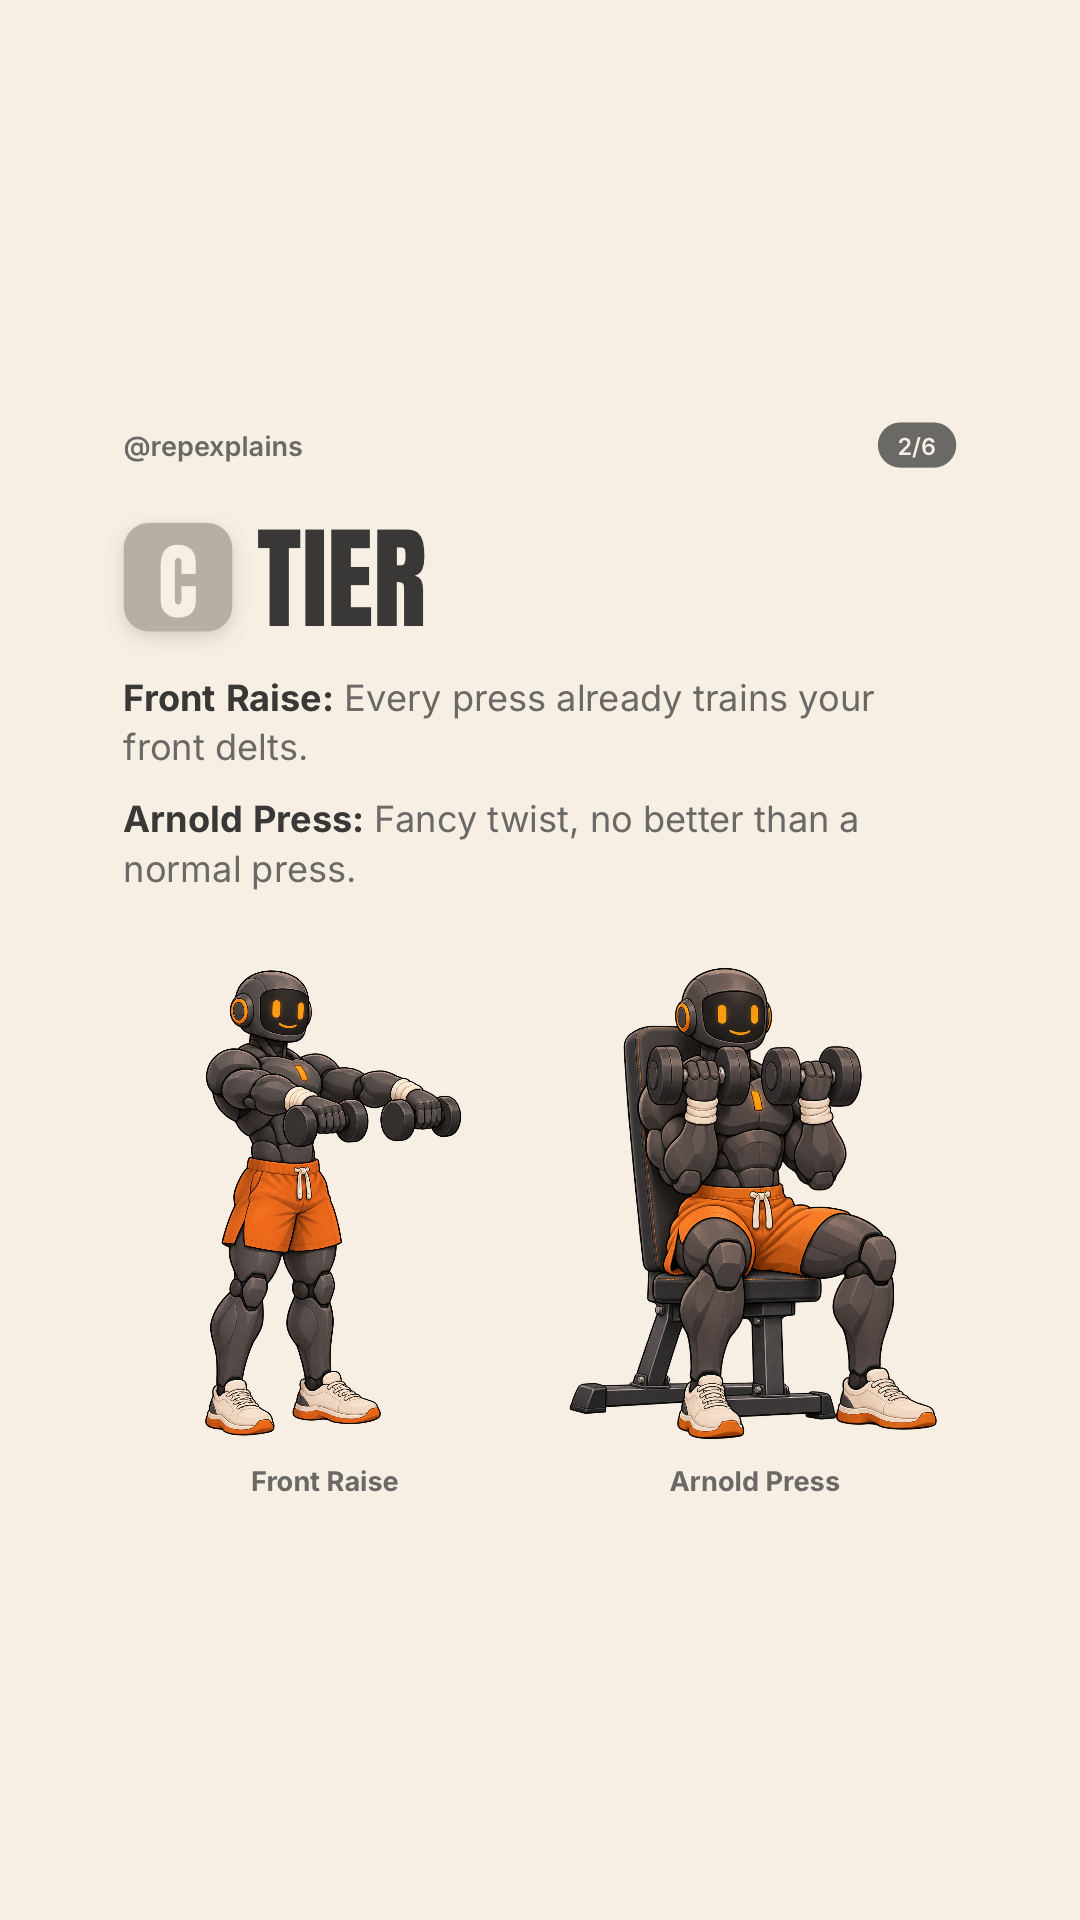 @repexplains
2/6
C TIER
Front Raise: Every press already trains your
front delts.
Arnold Press: Fancy twist, no better than a
normal press.
Front Raise
Arnold Press